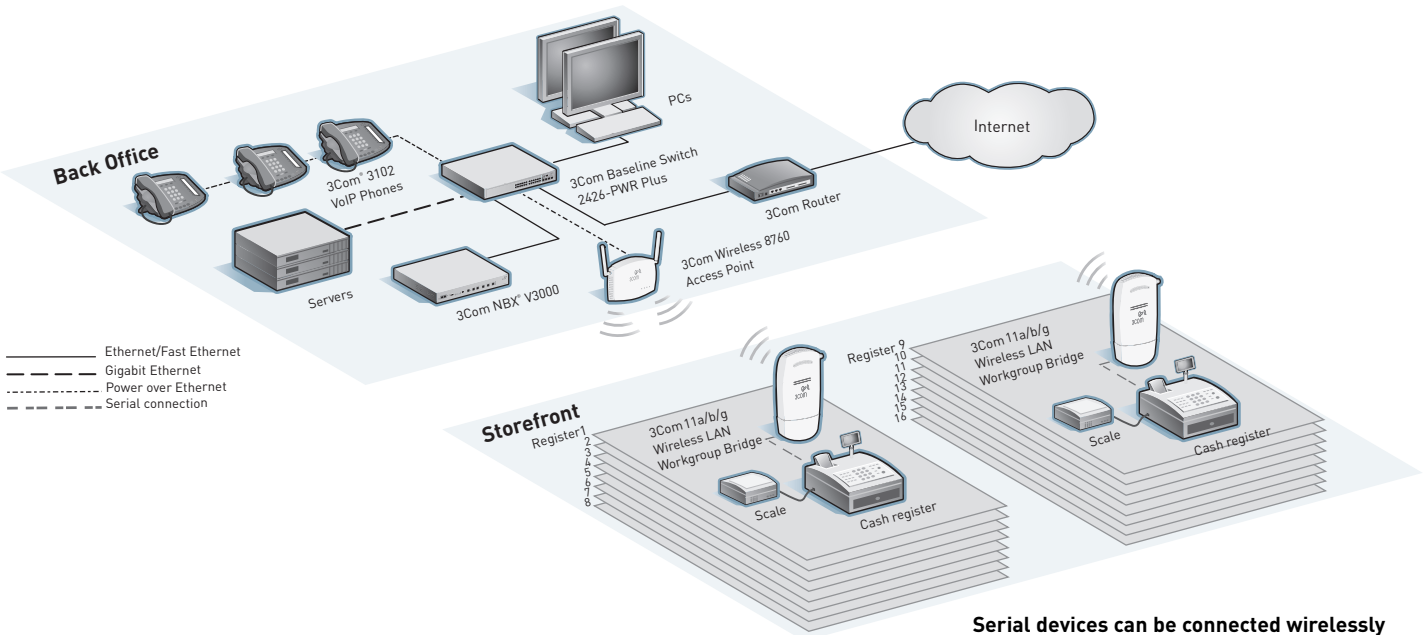 Back Office
PCs
Internet
3Com® 3102
VoIP Phones
3Com Baseline Switch
2426-PWR Plus
3Com Router
Servers
3Com NBX® V3000
3Com Wireless 8760
Access Point
3COM
Ethernet/Fast Ethernet
Gigabit Ethernet
Power over Ethernet
Serial connection
Storefront
Register1
2
3
4
5
6
7
8
3Com 11a/b/g
Wireless LAN
Workgroup Bridge
3COM
Scale
Cash register
Register 9
10
11
12
13
14
15
16
3Com 11a/b/g
Wireless LAN
Workgroup Bridge
3COM
Scale
Cash register
Serial devices can be connected wirelessly